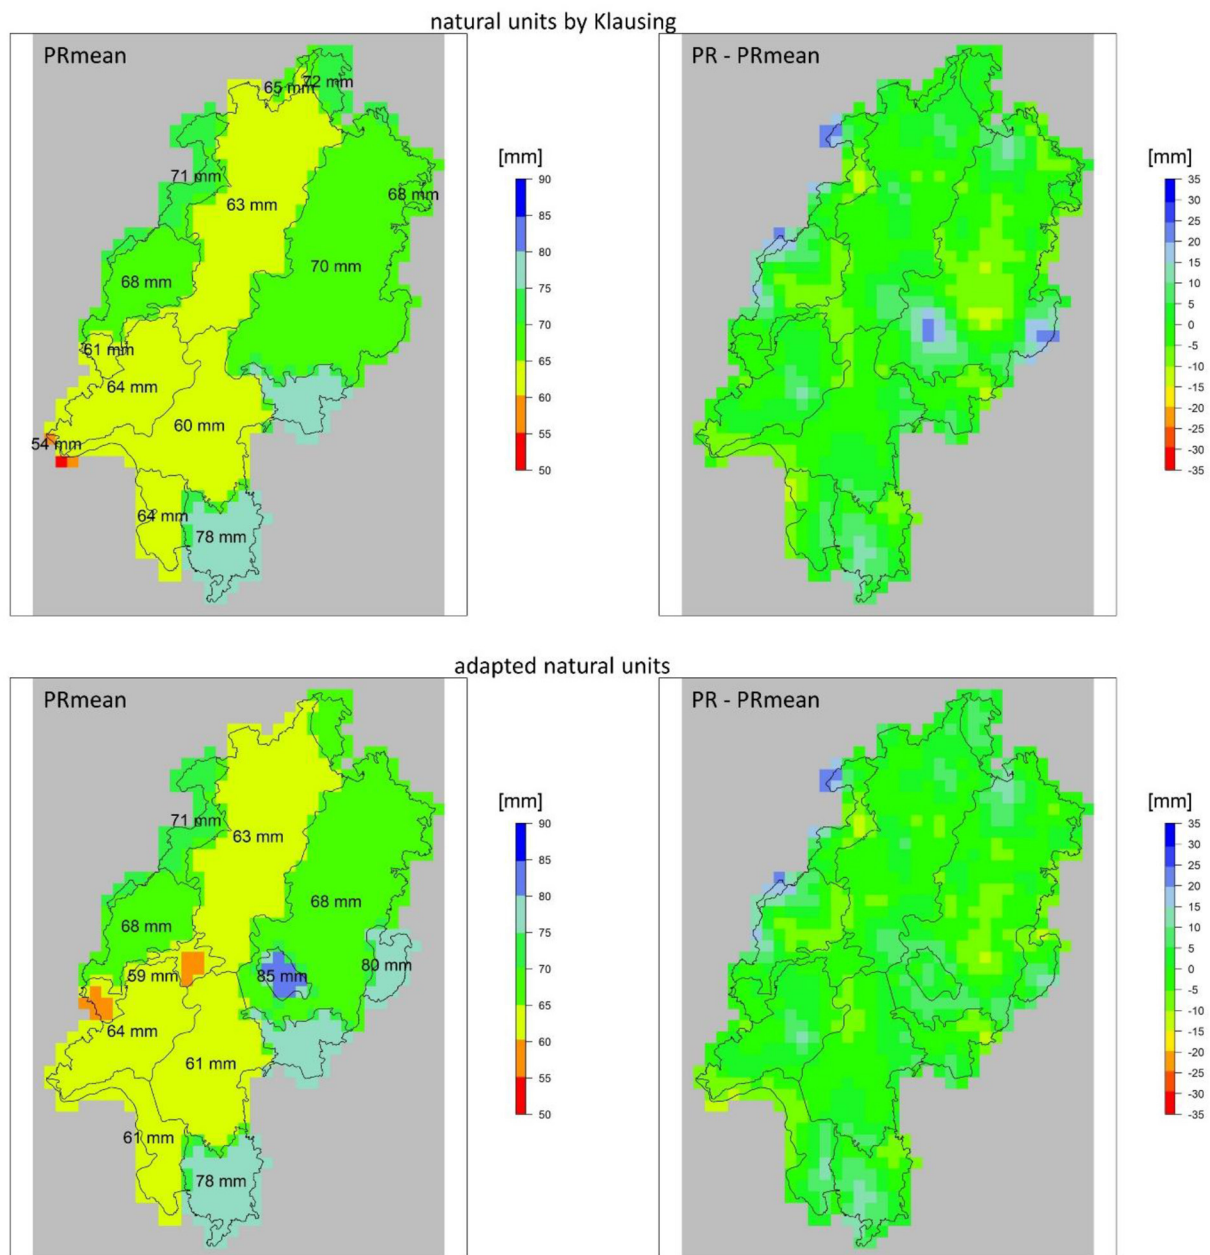 natural units by Klausing
PRmean
PR - PRmean
65 mm
72 mm
71 mm
68 mm
63 mm
70 mm
68 mm
61 mm
64 mm
60 mm
54 mm
64 mm
78 mm
[mm]
90
85
80
75
70
65
60
55
50
[mm]
35
30
25
20
15
10
5
0
-5
-10
-15
-20
-25
-30
-35
adapted natural units
PRmean
PR - PRmean
71 mm
63 mm
68 mm
68 mm
59 mm
85 mm
80 mm
64 mm
61 mm
61 mm
78 mm
[mm]
90
85
80
75
70
65
60
55
50
[mm]
35
30
25
20
15
10
5
0
-5
-10
-15
-20
-25
-30
-35